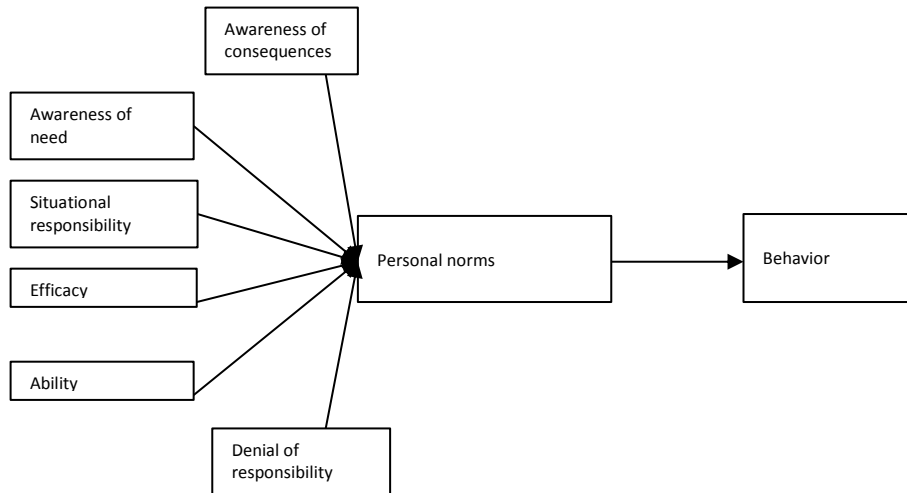 Awareness of
consequences
Awareness of
need
Situational
responsibility
Personal norms
Behavior
Efficacy
Ability
Denial of
responsibility